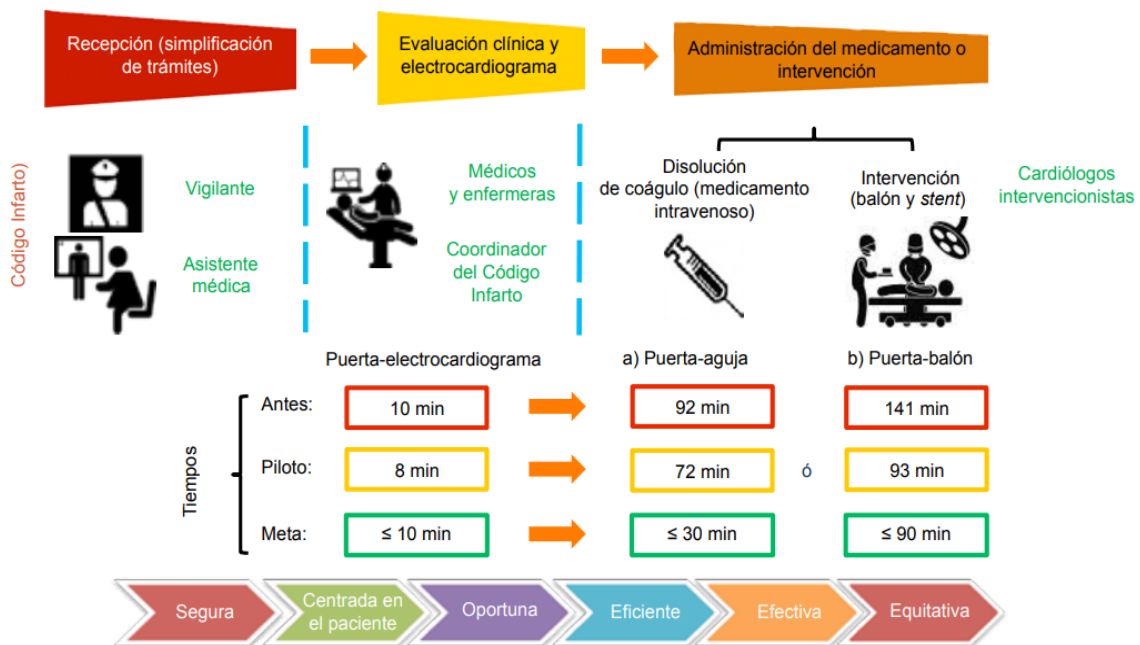 Recepción (simplificación
de trámites)
Evaluación clínica y
electrocardiograma
Administración del medicamento o
intervención
Código Infarto)
Vigilante
Asistente
médica
Médicos
y enfermeras
Coordinador
del Código
Infarto
Disolución
de coágulo (medicamento
intravenoso)
Intervención
(balón y stent)
Cardiólogos
intervencionistas
Puerta-electrocardiograma
a) Puerta-aguja
b) Puerta-balón
Tiempos
Antes:
10 min
92 min
141 min
Piloto:
8 min
72 min
ó
93 min
Meta:
≤ 10 min
≤ 30 min
≤ 90 min
Segura
Centrada en
el paciente
Oportuna
Eficiente
Efectiva
Equitativa